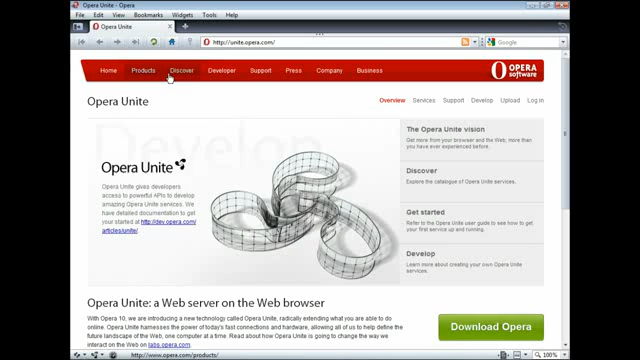 Opera Unite - Opera
File Edit View Bookmarks Widgets Tools Help
Opera Unite
http://unite.opera.com/
Google
Home Products Discover Developer Support Press Company Business
OPERA software
Opera Unite
Overview Services Support Develop Upload Log in
Develop
Opera Unite
Opera Unite gives developers
access to powerful APIs to develop
amazing Opera Unite services. We
have detailed documentation to get
you started at http://dev.opera.com/
articles/unite/.
The Opera Unite vision
Get more from your browser and the Web; more than
you have ever experienced before.
Discover
Explore the catalogue of Opera Unite services.
Get started
Refer to the Opera Unite user guide to see how to get
your first service up and running.
Develop
Learn more about creating your own Opera Unite
services.
Opera Unite: a Web server on the Web browser
With Opera 10, we are introducing a new technology called Opera Unite, radically extending what you are able to do
online. Opera Unite harnesses the power of today's fast connections and hardware, allowing all of us to help define the
future landscape of the Web, one computer at a time. Read about how Opera Unite is going to change the way we
interact on the Web on labs.opera.com.
Download Opera
http://www.opera.com/products/
100%